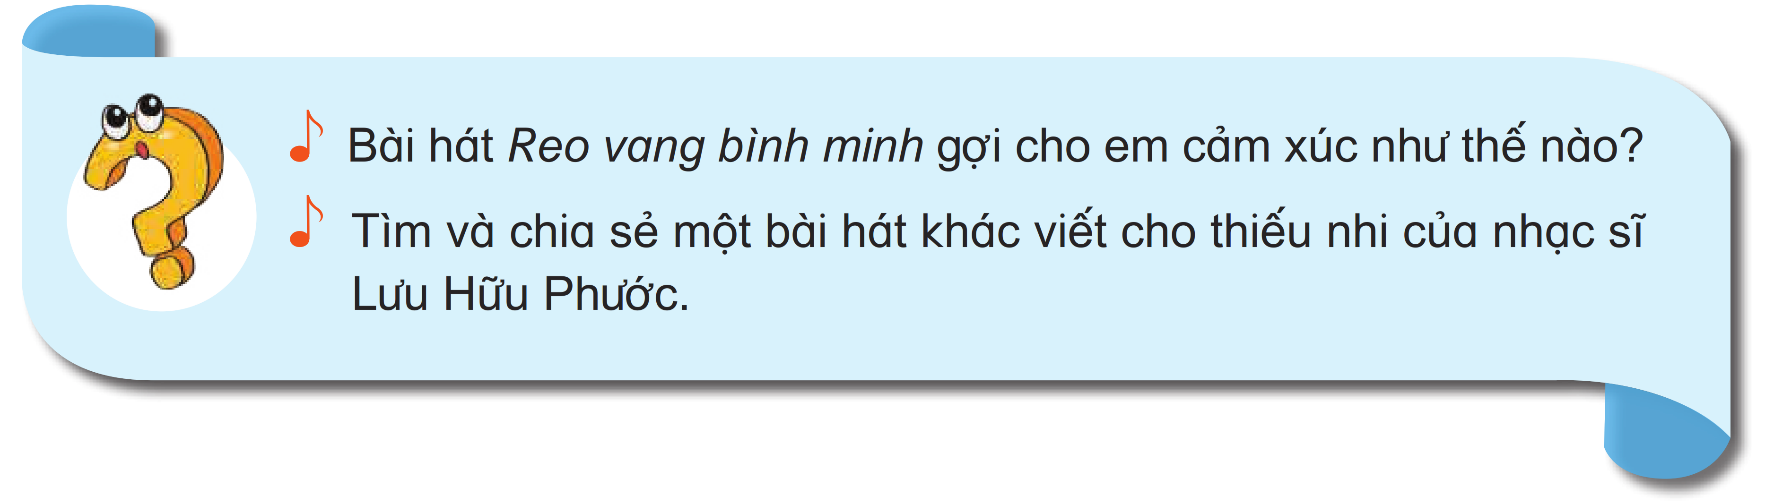 Bài hát Reo vang bình minh gợi cho em cảm xúc như thế nào?
Tìm và chia sẻ một bài hát khác viết cho thiếu nhi của nhạc sĩ
Lưu Hữu Phước.